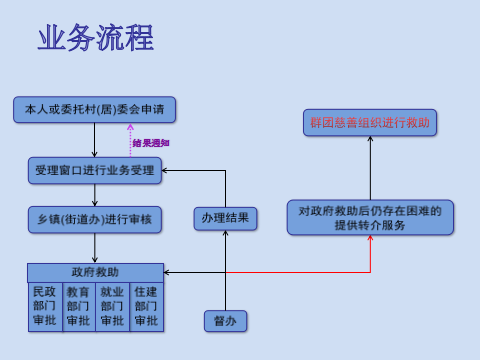 业务流程
本人或委托村(居)委会申请
群团慈善组织进行救助
结果通知
受理窗口进行业务受理
乡镇(街道办)进行审核
办理结果
对政府救助后仍存在困难的
提供转介服务
政府救助
民政
部门
审批
教育
部门
审批
就业
部门
审批
住建
部门
审批
督办